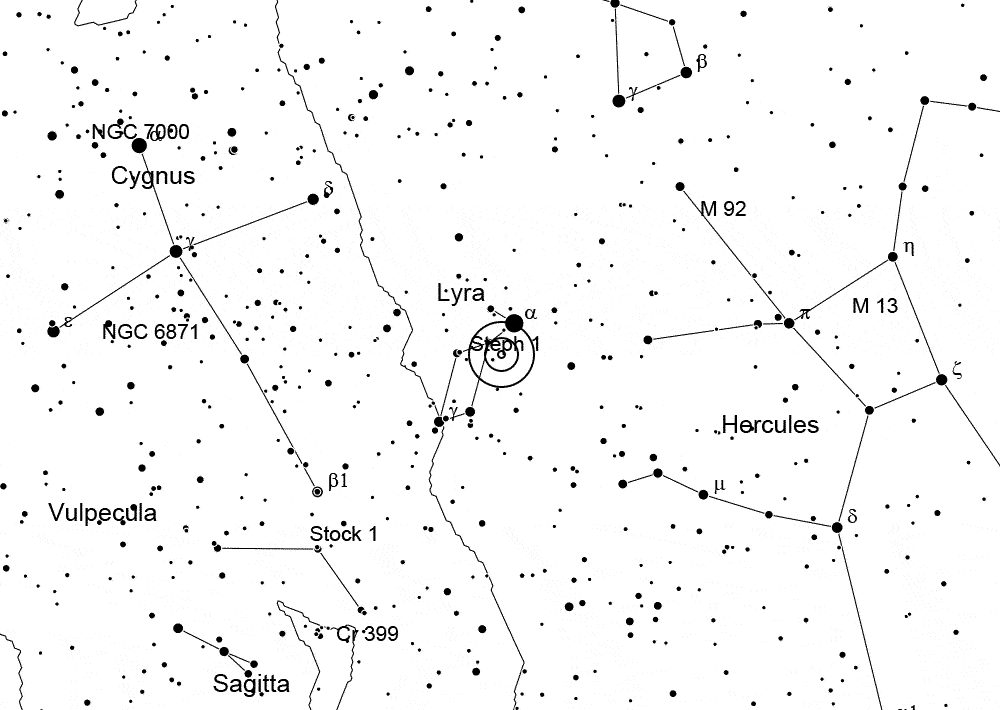 β
γ
NGC 7000
α
Cygnus
δ
M 92
γ
η
ε
NGC 6871
Lyra
α
Steph 1
π
M 13
ζ
γ
Hercules
β1
μ
Vulpecula
Stock 1
δ
Cr 399
Sagitta